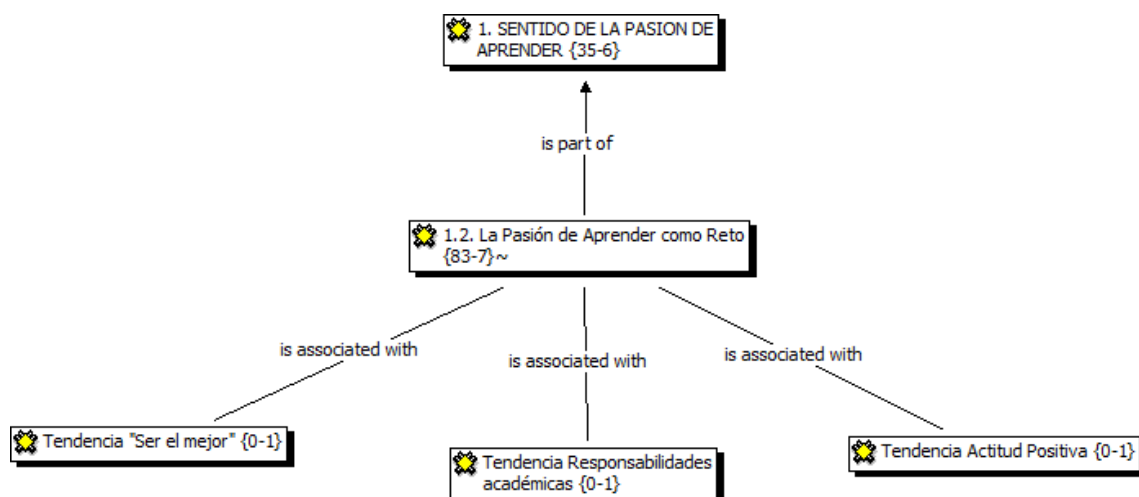 1. SENTIDO DE LA PASION DE
APRENDER {35-6}
is part of
1.2. La Pasión de Aprender como Reto
{83-7}~
is associated with
is associated with
is associated with
Tendencia "Ser el mejor" {0-1}
Tendencia Responsabilidades
académicas {0-1}
Tendencia Actitud Positiva {0-1}